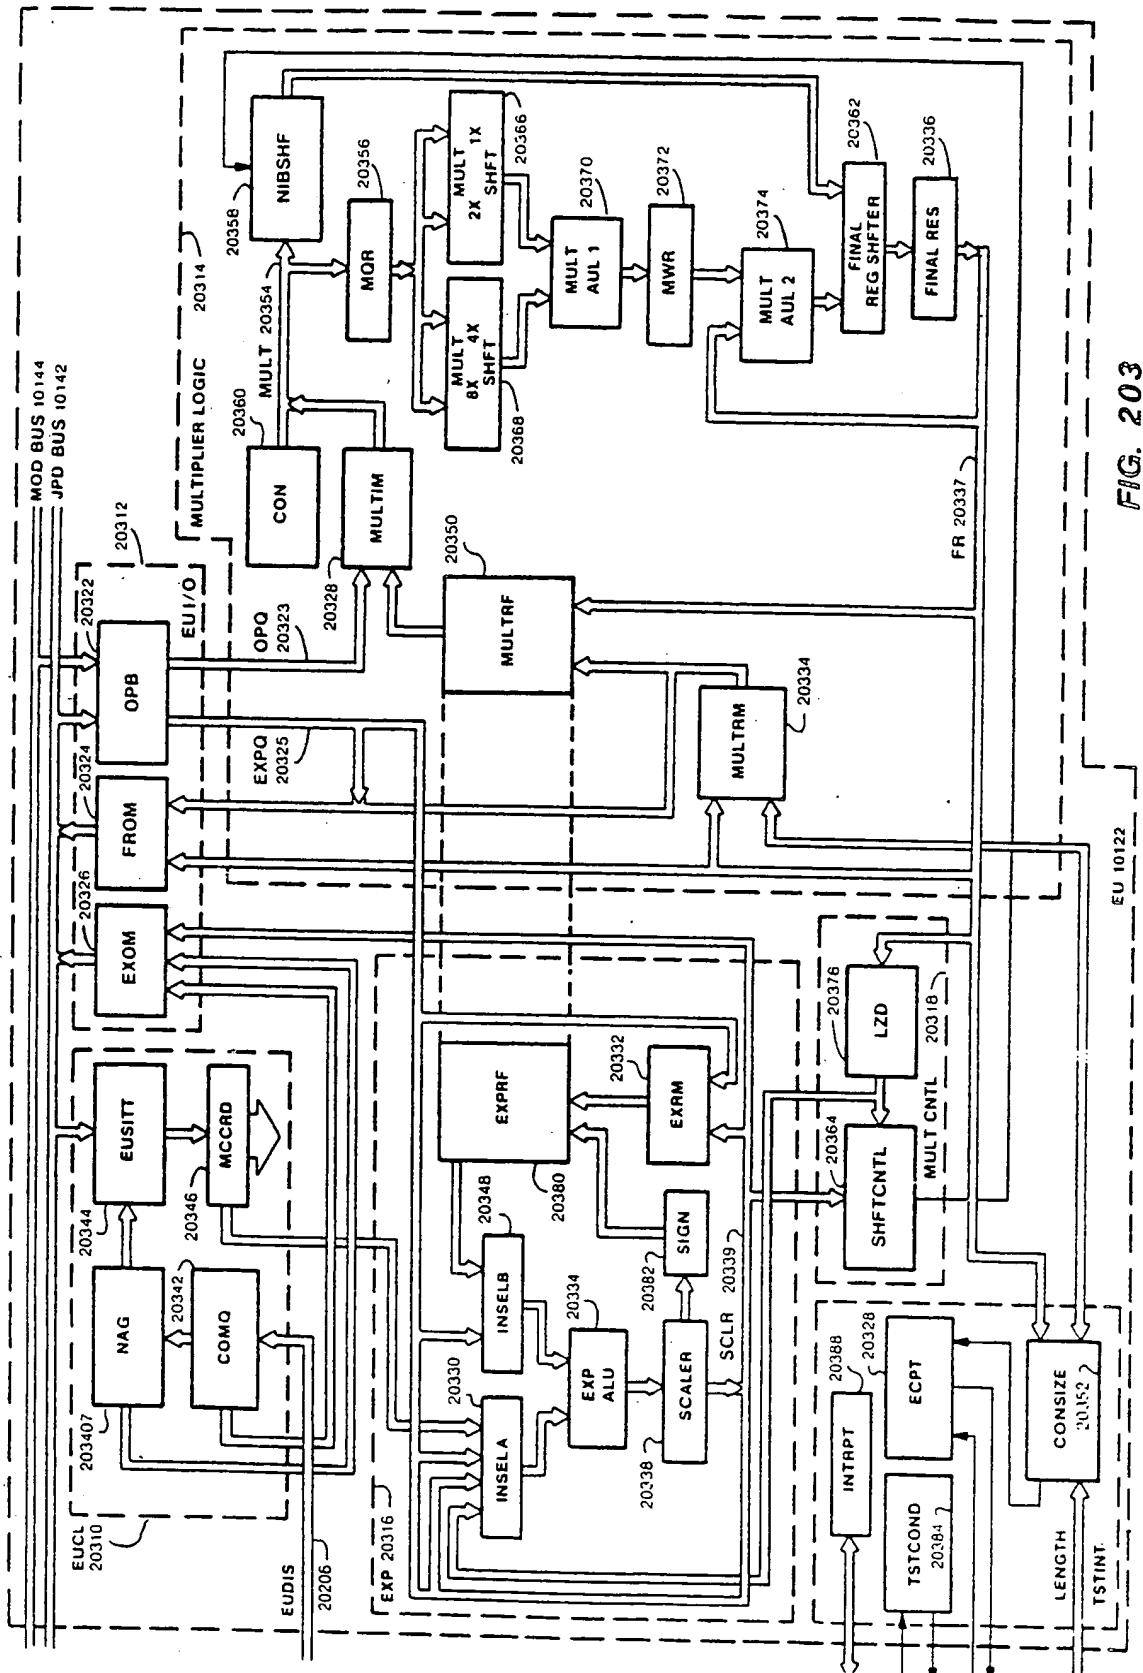 MOD BUS 10144
JPD BUS 10142
20312
20322
OPB
EU I/O
20324
FROM
20326
EXOM
EUSITT
20344
MCCRD
20346
NAG
203407
COMQ
20342
EUCL
20310
EUDIS
20206
20314
MULTIPLIER LOGIC
20358
NIBSHF
MULT 20354
20360
CON
MQR
20356
MULTIM
20328
MULT
2X 1X
SHFT
20366
MULT
8X 4X
SHFT
20368
MULT
AUL 1
20370
MWR
20372
MULT
AUL 2
20374
FINAL
REG SHFTER
20362
FINAL RES
20336
FR 20337
OPQ
20323
EXPQ
20325
MULTRF
20350
MULTRM
20334
EXP 20316
EXPRF
20380
EXRM
20332
INSELB
20348
INSELA
20330
EXP
ALU
20334
SCALER
20338
SIGN
20382
SCLR 20339
LZD
20376
SHFTCNTL
20364
MULT CNTL 20318
INTRPT
20388
ECPT
20328
TSTCOND
20384
CONSIZE
20352
LENGTH
TSTINT
EU 10122
FIG. 203